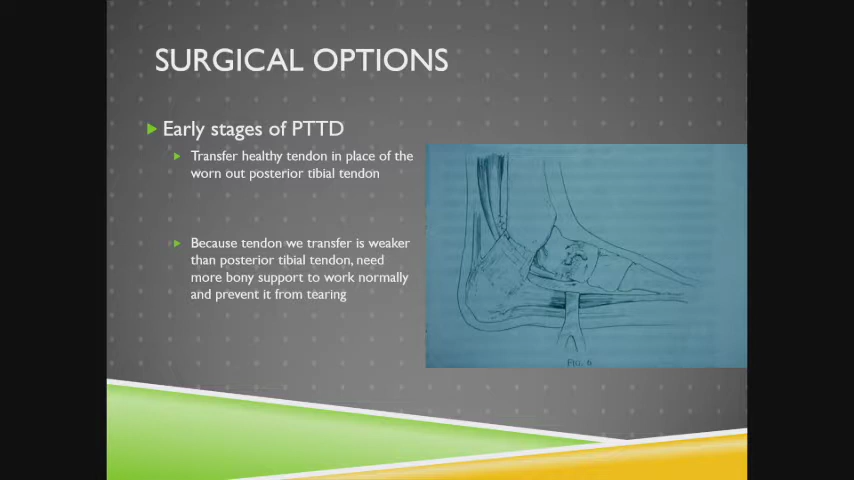 SURGICAL OPTIONS
Early stages of PTTD
Transfer healthy tendon in place of the
worn out posterior tibial tendon
Because tendon we transfer is weaker
than posterior tibial tendon, need
more bony support to work normally
and prevent it from tearing
FIG. 6